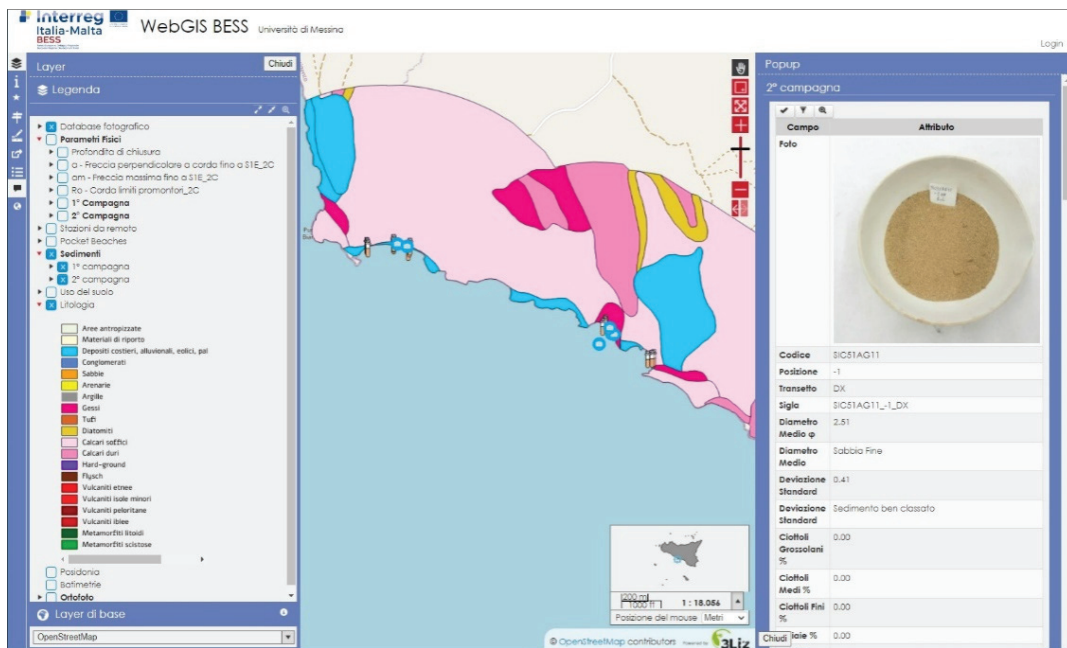 Interreg
Italia-Malta
BESS
WebGIS BESS Università di Messina
Login
Layer
Chiudi
Legenda
Database fotografico
Parametri Fisici
Profondita di chiusura
a - Freccia perpendicolare a corda fino a S1E_2C
am - Freccia massima fino a S1E_2C
Ro - Corda limiti promontori_2C
1° Campagna
2° Campagna
Stazioni da remoto
Pocket Beaches
Sedimenti
1° campagna
2° campagna
Uso del suolo
Litologia
Aree antropizzate
Materiali di riporto
Depositi costieri, alluvionali, eolici, pal
Conglomerati
Sabbie
Arenarie
Argille
Gessi
Tufi
Diatomiti
Calcari soffici
Calcari duri
Hard-ground
Flysch
Vulcaniti etnee
Vulcaniti isole minori
Vulcaniti peloritane
Vulcaniti iblee
Metamorfiti litoidi
Metamorfiti scistose
Posidonia
Batimetrie
Ortofoto
Layer di base
OpenStreetMap
200 m
1000 ft
1 : 18.056
Posizione del mouse Metri
© OpenStreetMap contributors
3Liz
Popup
2° campagna
Campo Attributo
Foto
Codice SIC51AG11
Posizione -1
Transetto DX
Sigla SIC51AG11_-1_DX
Diametro 2.51
Medio φ
Diametro Sabbia Fine
Medio
Deviazione 0.41
Standard
Deviazione Sedimento ben classato
Standard
Ciottoli 0.00
Grossolani
%
Ciottoli 0.00
Medi %
Ciottoli Fini 0.00
%
Chiudi
% 0.00